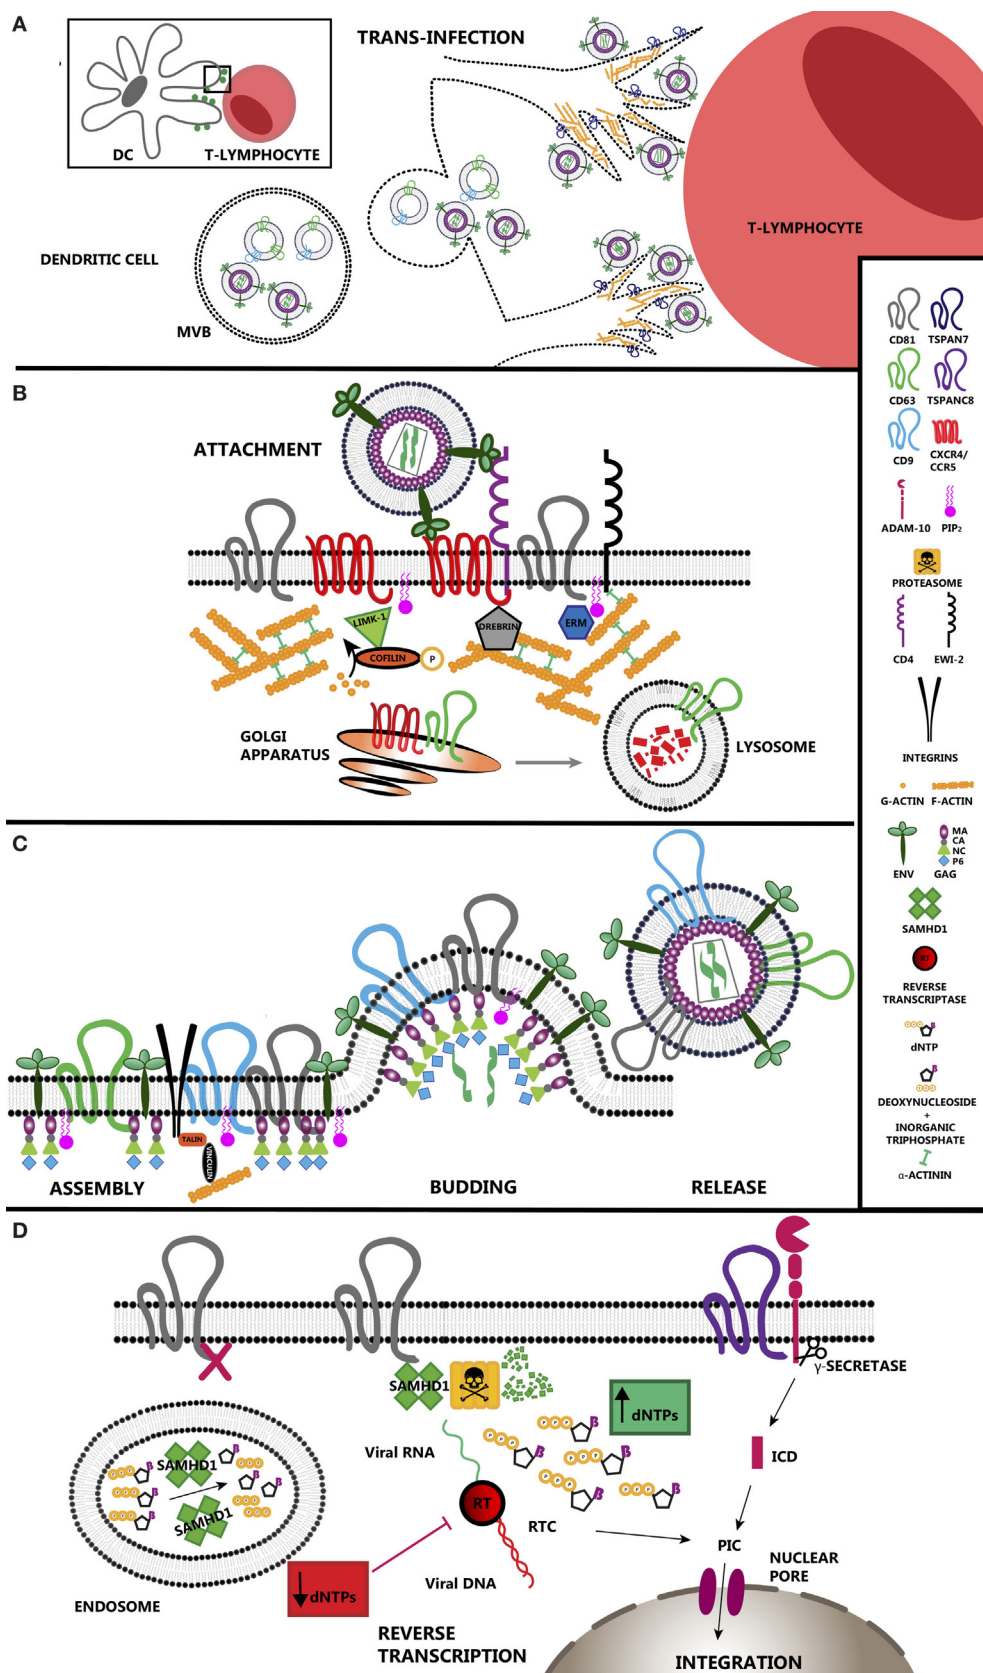 A
TRANS-INFECTION
DC
T-LYMPHOCYTE
T-LYMPHOCYTE
DENDRITIC CELL
MVB
CD81
TSPAN7
CD63
TSPANC8
CD9
CXCR4/
CCR5
ADAM-10
PIP2
PROTEASOME
CD4
EWI-2
INTEGRINS
G-ACTIN
F-ACTIN
ENV
GAG
MA
CA
NC
P6
SAMHD1
RT
REVERSE
TRANSCRIPTASE
dNTP
DEOXYNUCLEOSIDE
+
INORGANIC
TRIPHOSPHATE
α-ACTININ
B
ATTACHMENT
LIMK-1
COFILIN
P
DREBRIN
ERM
GOLGI
APPARATUS
LYSOSOME
C
TALIN
VINCULIN
ASSEMBLY
BUDDING
RELEASE
D
γ-SECRETASE
SAMHD1
dNTPs
Viral RNA
ICD
SAMHD1
SAMHD1
RT
RTC
PIC
NUCLEAR
PORE
Viral DNA
dNTPs
ENDOSOME
REVERSE
TRANSCRIPTION
INTEGRATION